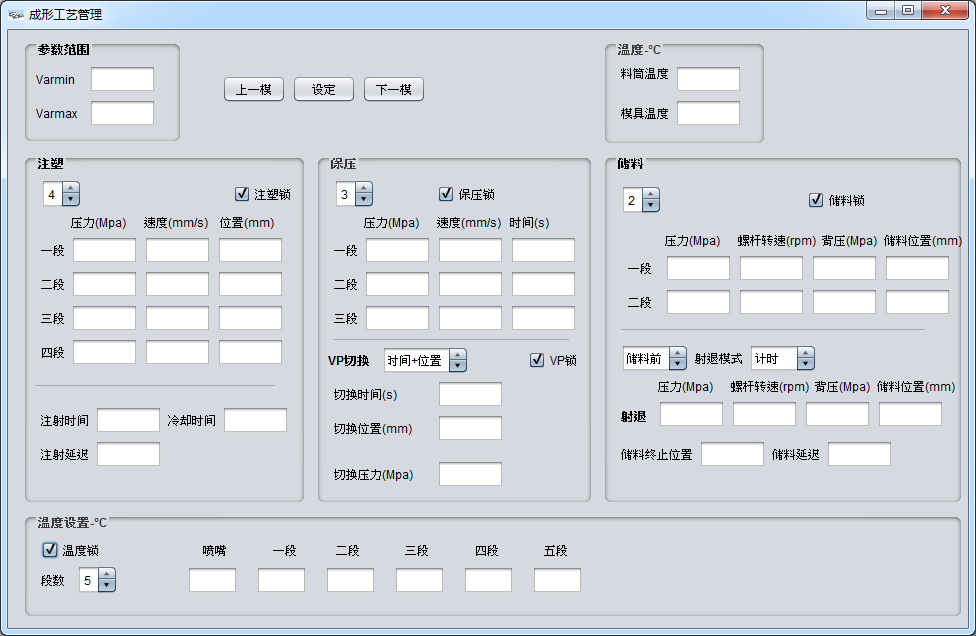 成形工艺管理
参数范围
Varmin
Varmax
上一模 设定 下一模
温度-℃
料筒温度
模具温度
注塑
4 注塑锁
压力(Mpa) 速度(mm/s) 位置(mm)
一段
二段
三段
四段
注射时间 冷却时间
注射延迟
保压
3 保压锁
压力(Mpa) 速度(mm/s) 时间(s)
一段
二段
三段
VP切换 时间+位置 VP锁
切换时间(s)
切换位置(mm)
切换压力(Mpa)
储料
2 储料锁
压力(Mpa) 螺杆转速(rpm) 背压(Mpa) 储料位置(mm)
一段
二段
储料前 射退模式 计时
压力(Mpa) 螺杆转速(rpm) 背压(Mpa) 储料位置(mm)
射退
储料终止位置 储料延迟
温度设置-℃
温度锁 喷嘴 一段 二段 三段 四段 五段
段数 5